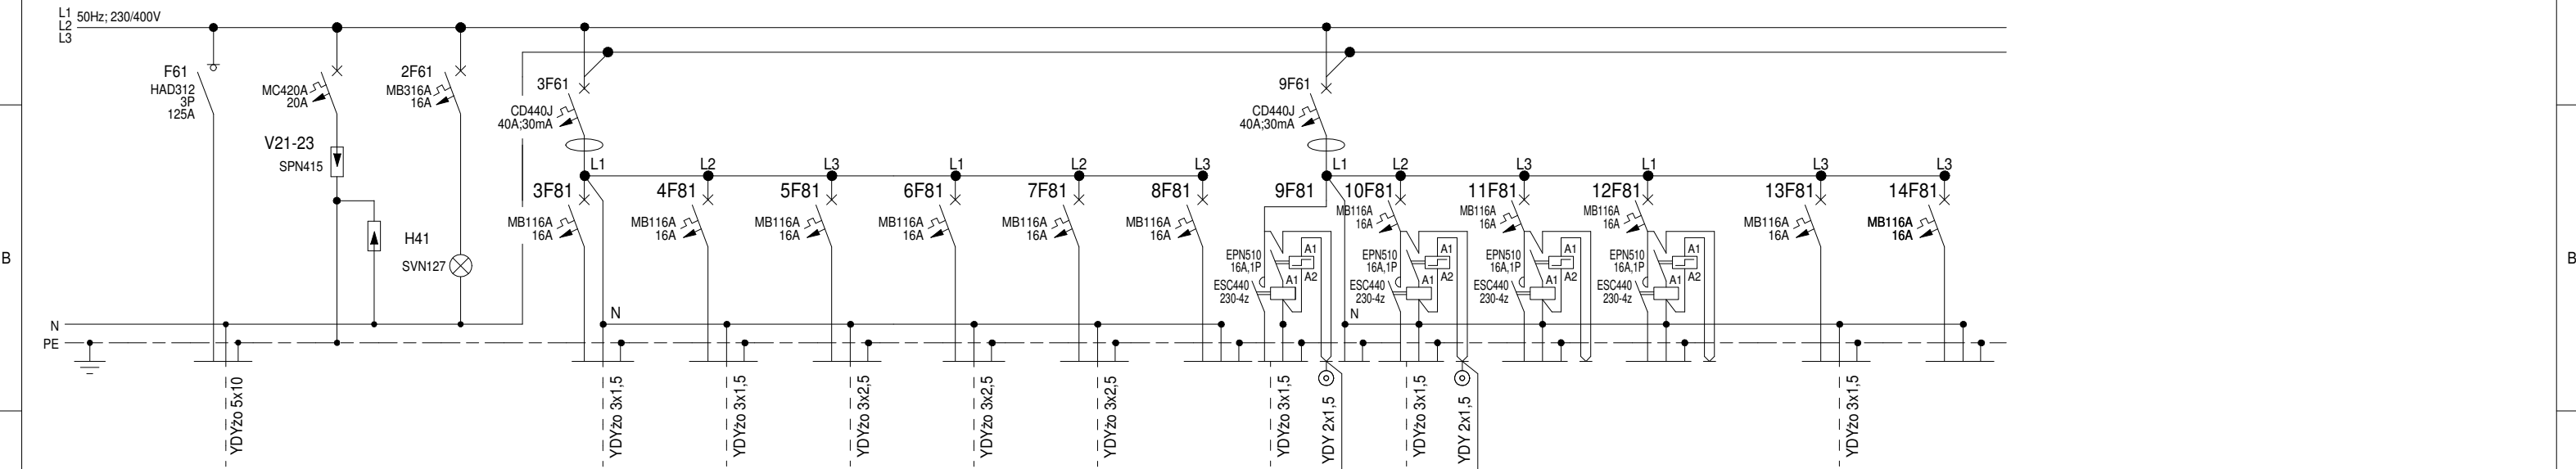 L1
L2
L3
50Hz; 230/400V
F61
HAD312
3P
125A
MC420A
20A
V21-23
SPN415
H41
2F61
MB316A
16A
SVN127
3F61
CD440J
40A;30mA
9F61
CD440J
40A;30mA
L1
L2
L3
L1
L2
L3
L1
L2
L3
L1
L3
L3
3F81
MB116A
16A
4F81
MB116A
16A
5F81
MB116A
16A
6F81
MB116A
16A
7F81
MB116A
16A
8F81
MB116A
16A
9F81
EPN510
16A,1P
A1
A2
ESC440
230-4z
A1
10F81
MB116A
16A
EPN510
16A,1P
A1
A2
ESC440
230-4z
A1
11F81
MB116A
16A
EPN510
16A,1P
A1
A2
ESC440
230-4z
A1
12F81
MB116A
16A
EPN510
16A,1P
A1
A2
ESC440
230-4z
A1
13F81
MB116A
16A
14F81
MB116A
16A
B
B
N
N
N
PE
YDYżo 5x10
YDYżo 3x1,5
YDYżo 3x1,5
YDYżo 3x2,5
YDYżo 3x2,5
YDYżo 3x2,5
YDYżo 3x1,5
YDY 2x1,5
YDYżo 3x1,5
YDY 2x1,5
YDYżo 3x1,5